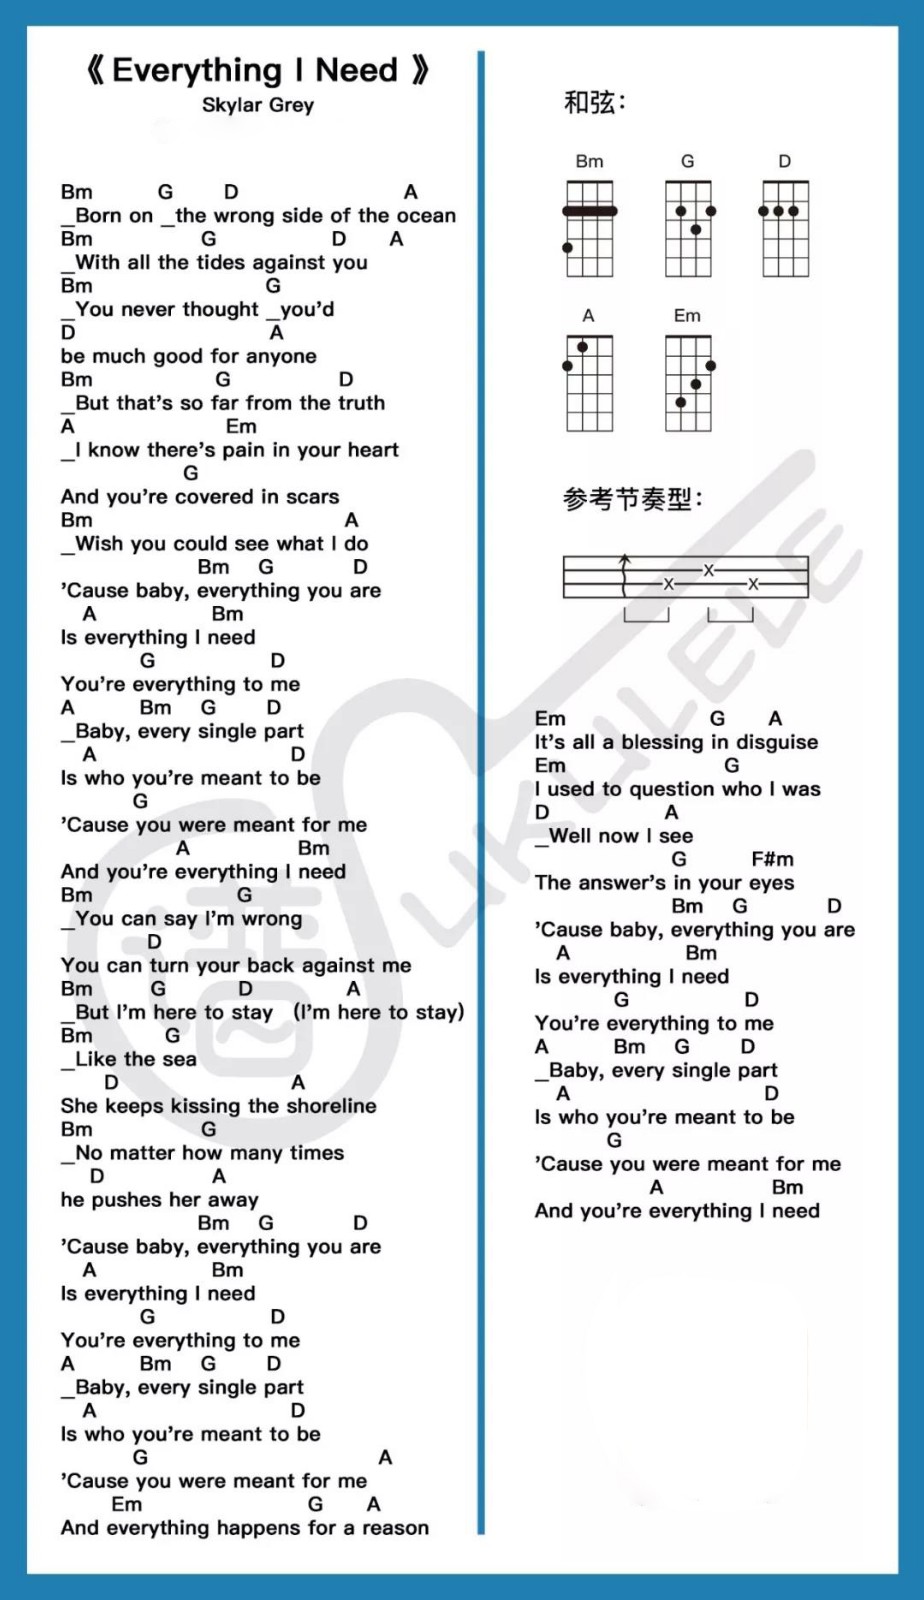 《 Everything I Need 》
Skylar Grey
Bm G D A
_Born on _the wrong side of the ocean
Bm G D A
_With all the tides against you
Bm G
_You never thought _you'd
D A
be much good for anyone
Bm G D
_But that's so far from the truth
A Em
_I know there's pain in your heart
G
And you're covered in scars
Bm A
_Wish you could see what I do
Bm G D
'Cause baby, everything you are
A Bm
Is everything I need
G D
You're everything to me
A Bm G D
_Baby, every single part
A D
Is who you're meant to be
G
'Cause you were meant for me
A Bm
And you're everything I need
Bm G
_You can say I'm wrong
D
You can turn your back against me
Bm G D A
_But I'm here to stay (I'm here to stay)
Bm G
_Like the sea
D A
She keeps kissing the shoreline
Bm G
_No matter how many times
D A
he pushes her away
Bm G D
'Cause baby, everything you are
A Bm
Is everything I need
G D
You're everything to me
A Bm G D
_Baby, every single part
A D
Is who you're meant to be
G A
'Cause you were meant for me
Em G A
And everything happens for a reason
和弦：
Bm G D
A Em
参考节奏型：
X X X
Em G A
It's all a blessing in disguise
Em G
I used to question who I was
D A
_Well now I see
G F#m
The answer's in your eyes
Bm G D
'Cause baby, everything you are
A Bm
Is everything I need
G D
You're everything to me
A Bm G D
_Baby, every single part
A D
Is who you're meant to be
G
'Cause you were meant for me
A Bm
And you're everything I need
谱
UKULELE